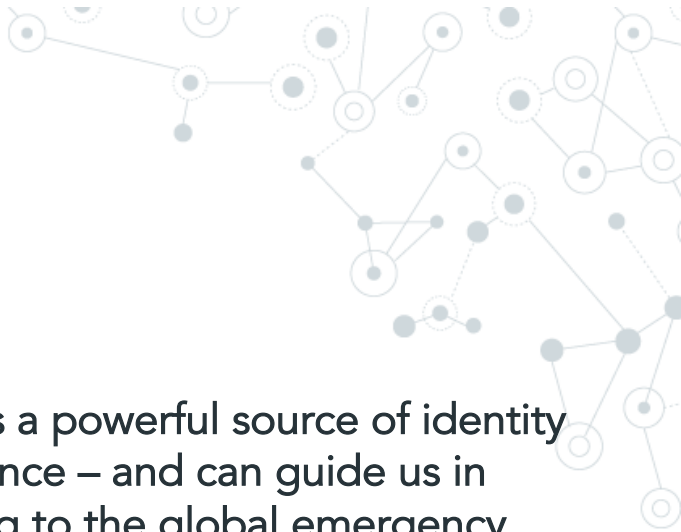 s a powerful source of identity
nce – and can guide us in
g to the global emergency